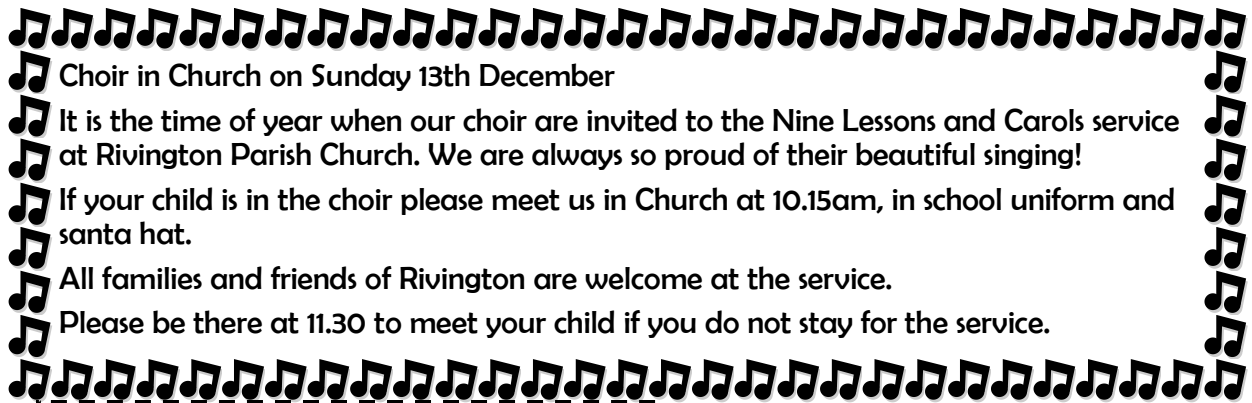 Choir in Church on Sunday 13th December
It is the time of year when our choir are invited to the Nine Lessons and Carols service
at Rivington Parish Church. We are always so proud of their beautiful singing!
If your child is in the choir please meet us in Church at 10.15am, in school uniform and
santa hat.
All families and friends of Rivington are welcome at the service.
Please be there at 11.30 to meet your child if you do not stay for the service.